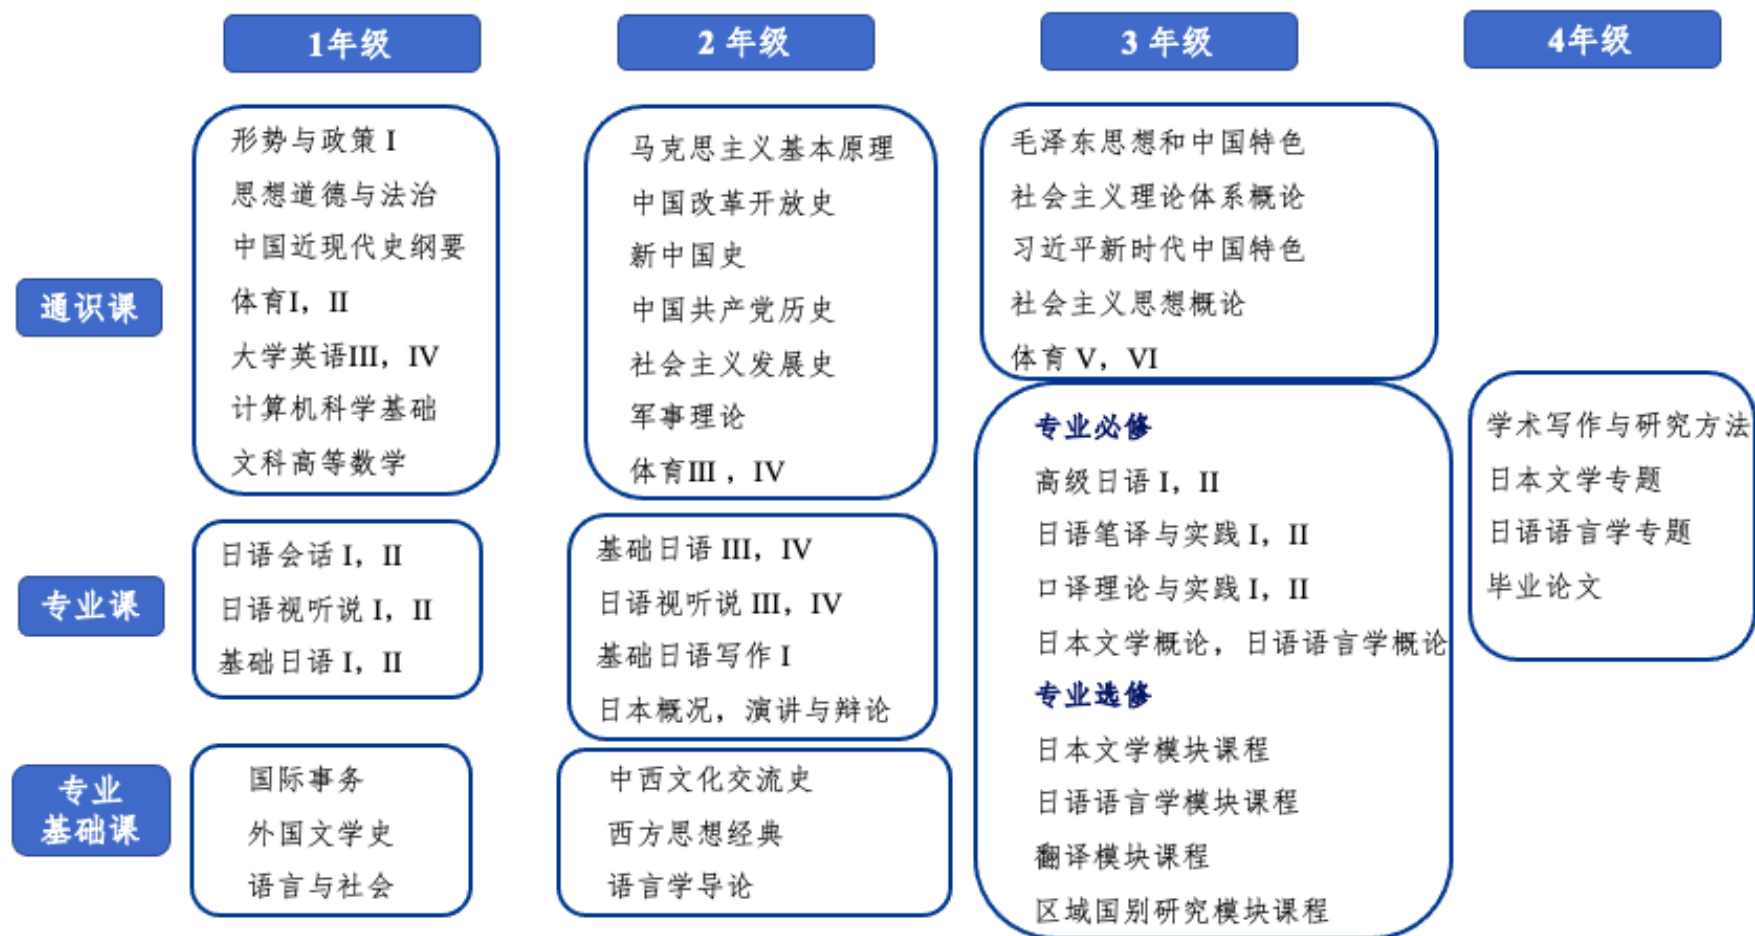 1年级
2 年级
3 年级
4年级
通识课
形势与政策 I
思想道德与法治
中国近现代史纲要
体育I，II
大学英语III，IV
计算机科学基础
文科高等数学
马克思主义基本原理
中国改革开放史
新中国史
中国共产党历史
社会主义发展史
军事理论
体育III ，IV
毛泽东思想和中国特色
社会主义理论体系概论
习近平新时代中国特色
社会主义思想概论
体育 V，VI
专业课
日语会话 I，II
日语视听说 I，II
基础日语 I，II
基础日语 III，IV
日语视听说 III，IV
基础日语写作 I
日本概况，演讲与辩论
专业必修
高级日语 I，II
日语笔译与实践 I，II
口译理论与实践 I，II
日本文学概论，日语语言学概论
专业选修
日本文学模块课程
日语语言学模块课程
翻译模块课程
区域国别研究模块课程
学术写作与研究方法
日本文学专题
日语语言学专题
毕业论文
专业
基础课
国际事务
外国文学史
语言与社会
中西文化交流史
西方思想经典
语言学导论